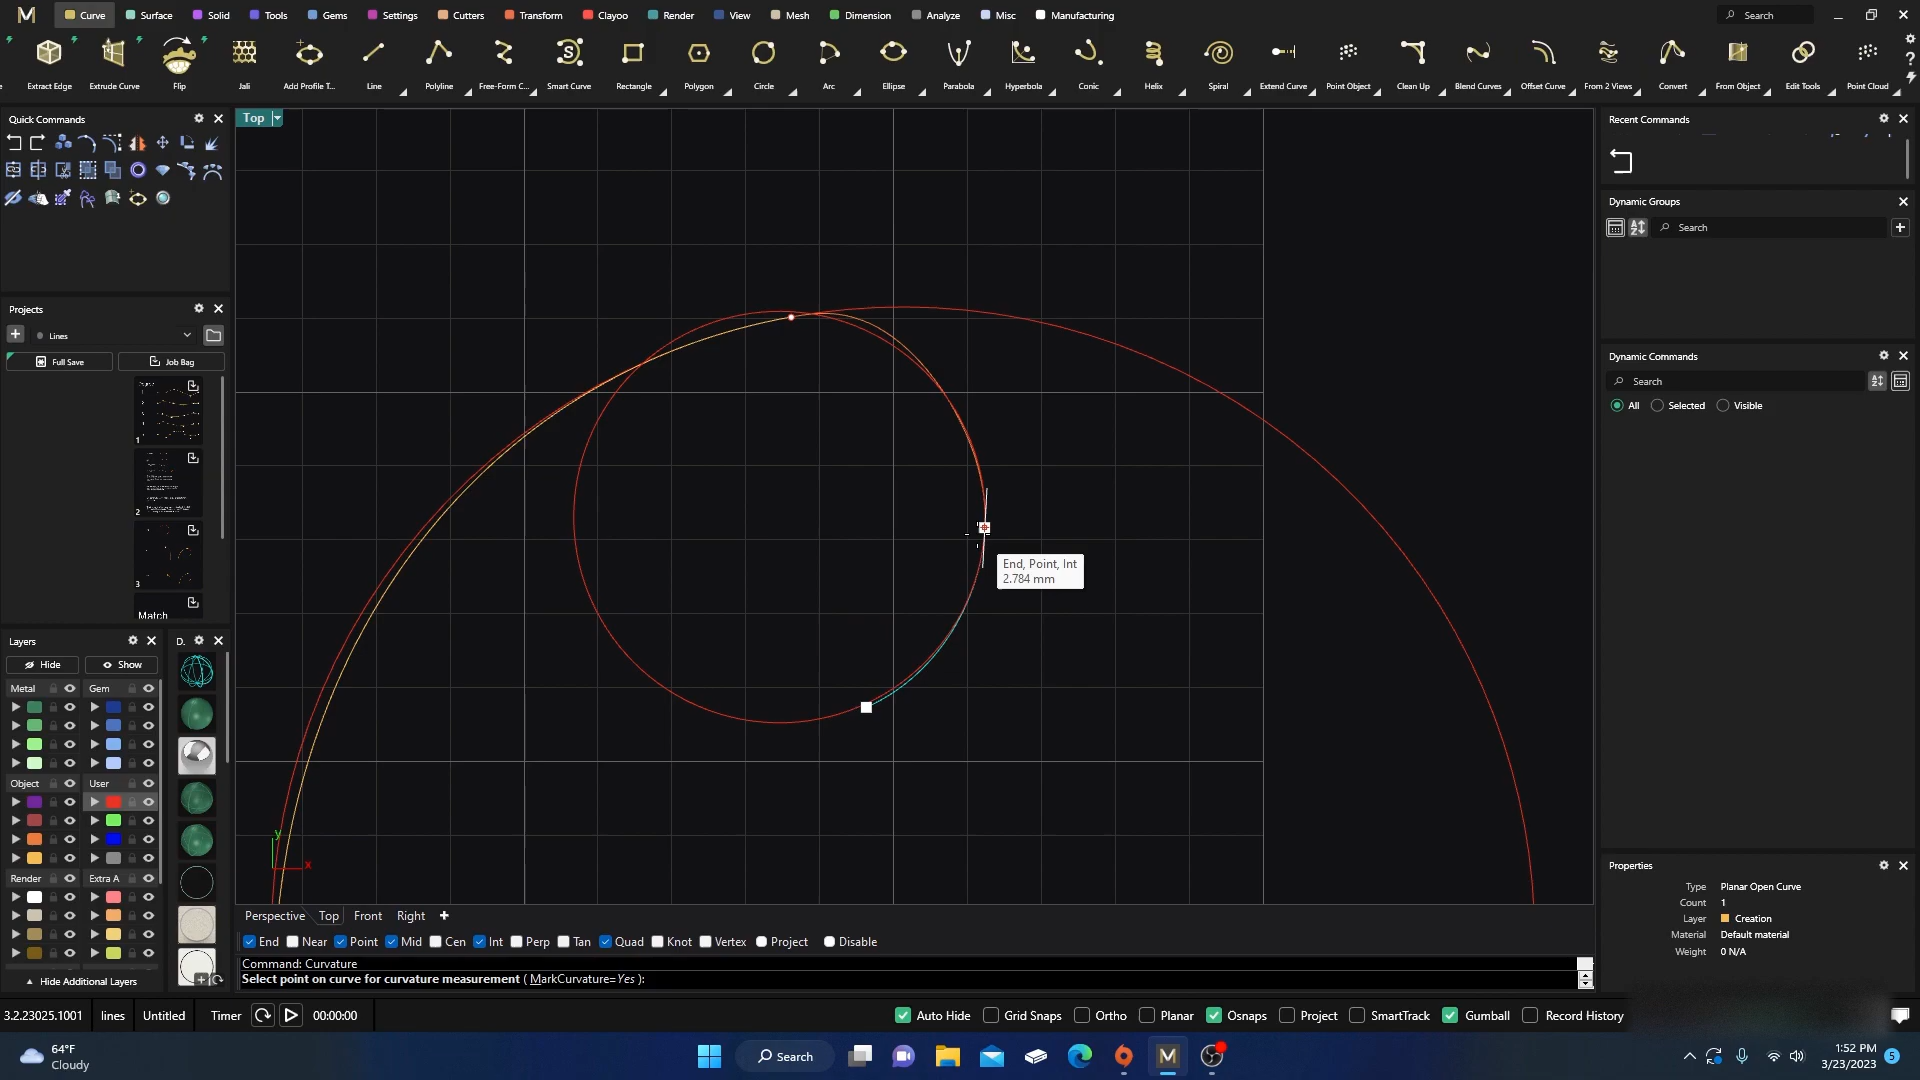 Curve Surface Solid Tools Gems Settings Cutters Transform Clayoo Render View Mesh Dimension Analyze Misc Manufacturing Search
Extract Edge Extrude Curve Flip Jali Add Profile T... Line Polyline Free-Form C... Smart Curve Rectangle Polygon Circle Arc Ellipse Parabola Hyperbola Conic Helix Spiral Extend Curve Point Object Clean Up Blend Curves Offset Curve From 2 Views Convert From Object Edit Tools Point Cloud
Quick Commands
Projects
Lines
Full Save Job Bag
1
2
3
Match
Layers D.
Hide Show
Metal Gem
Object User
Render Extra A
Hide Additional Layers
Top
End, Point, Int
2.784 mm
y
x
Perspective Top Front Right
End Near Point Mid Cen Int Perp Tan Quad Knot Vertex Project Disable
Command: Curvature
Select point on curve for curvature measurement ( MarkCurvature=Yes ):
Recent Commands
Dynamic Groups
Search
Dynamic Commands
Search
All Selected Visible
Properties
Type Planar Open Curve
Count 1
Layer Creation
Material Default material
Weight 0 N/A
3.2.23025.1001 lines Untitled Timer 00:00:00 Auto Hide Grid Snaps Ortho Planar Osnaps Project SmartTrack Gumball Record History
64°F
Cloudy
Search
1:52 PM
3/23/2023
5